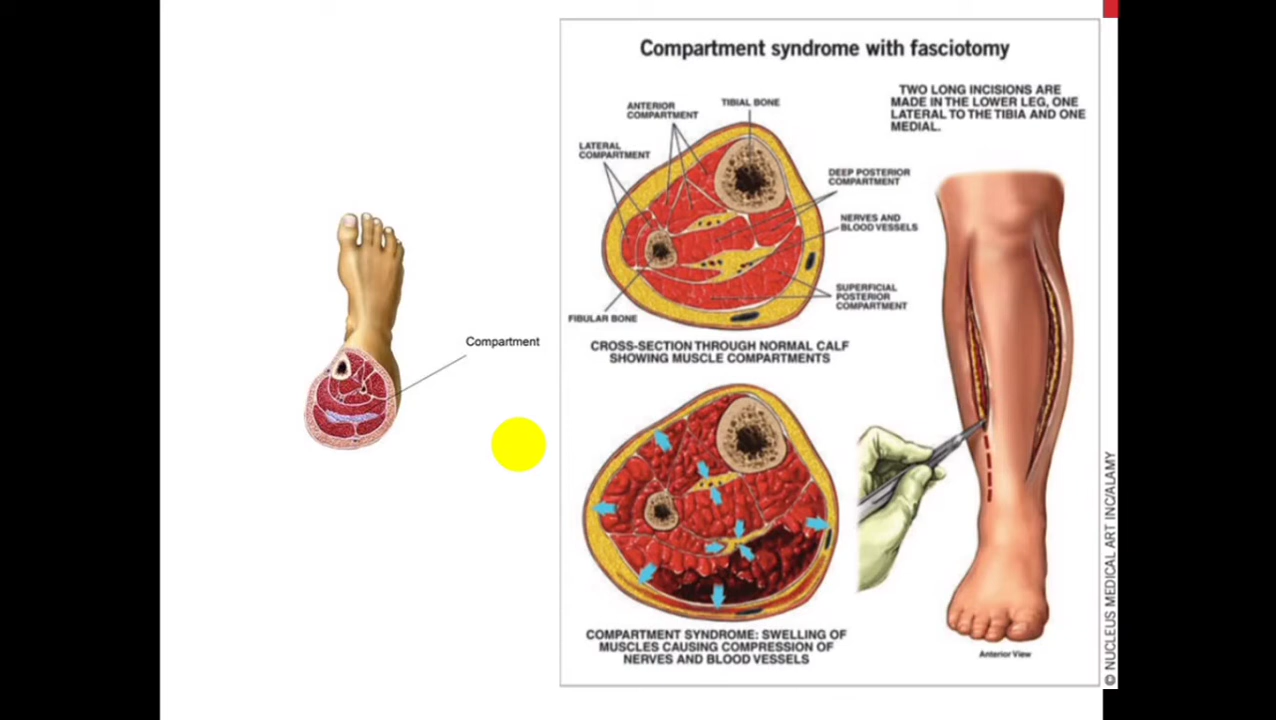 Compartment syndrome with fasciotomy
TWO LONG INCISIONS ARE
MADE IN THE LOWER LEG, ONE
LATERAL TO THE TIBIA AND ONE
MEDIAL.
ANTERIOR
COMPARTMENT
TIBIAL BONE
LATERAL
COMPARTMENT
DEEP POSTERIOR
COMPARTMENT
NERVES AND
BLOOD VESSELS
SUPERFICIAL
POSTERIOR
COMPARTMENT
FIBULAR BONE
CROSS-SECTION THROUGH NORMAL CALF
SHOWING MUSCLE COMPARTMENTS
Compartment
COMPARTMENT SYNDROME: SWELLING OF
MUSCLES CAUSING COMPRESSION OF
NERVES AND BLOOD VESSELS
Anterior View
© NUCLEUS MEDICAL ART INC/ALAMY